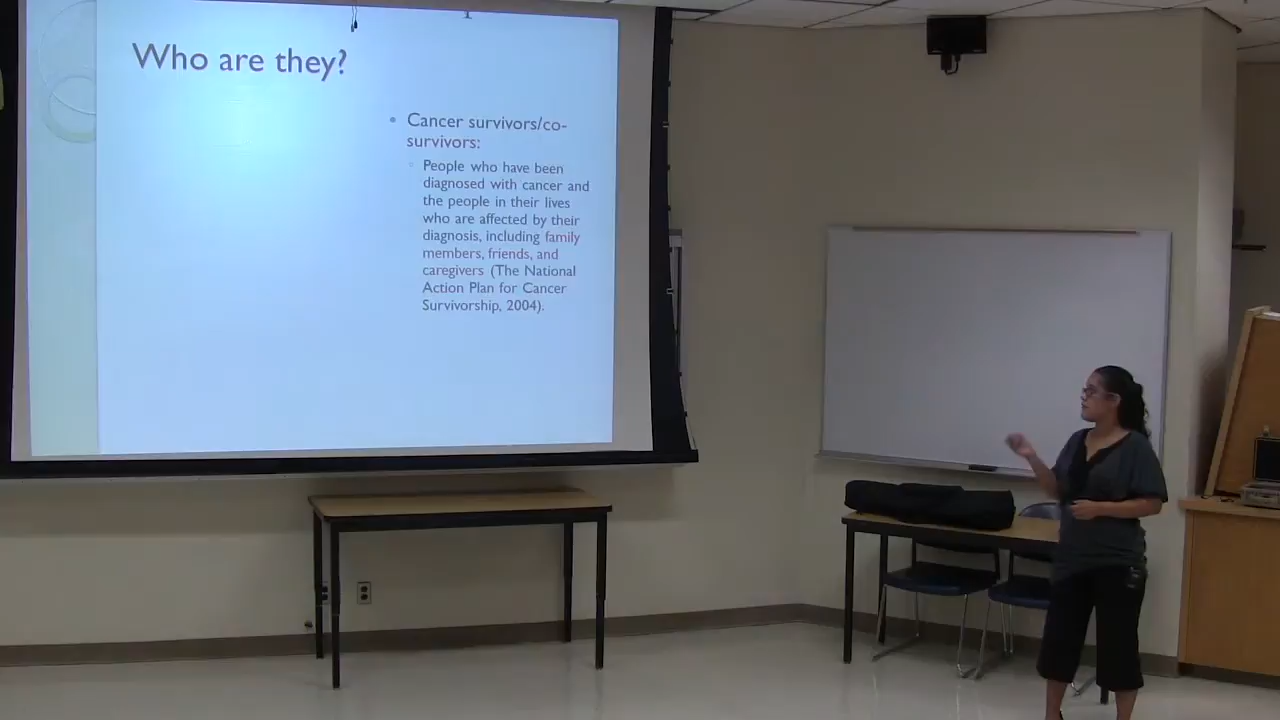 Who are they?
• Cancer survivors/co-
survivors:
People who have been
diagnosed with cancer and
the people in their lives
who are affected by their
diagnosis, including family
members, friends, and
caregivers (The National
Action Plan for Cancer
Survivorship, 2004).